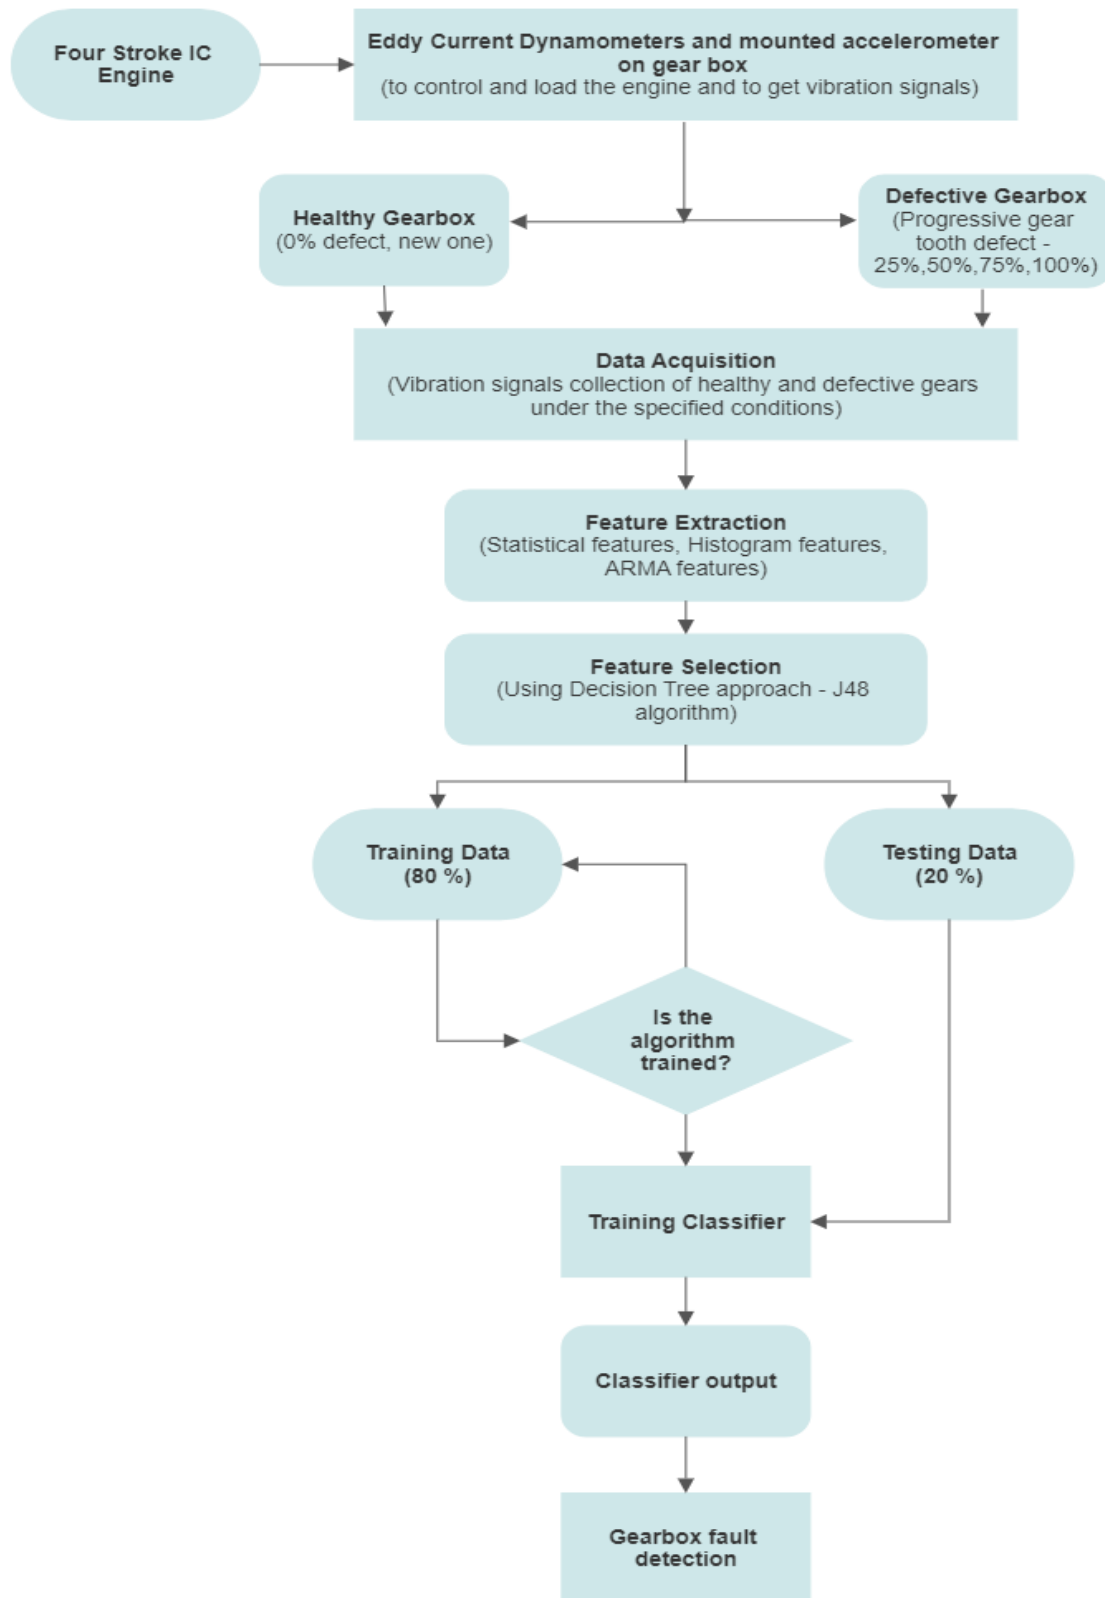 Four Stroke IC
Engine
Eddy Current Dynamometers and mounted accelerometer
on gear box
(to control and load the engine and to get vibration signals)
Healthy Gearbox
(0% defect, new one)
Defective Gearbox
(Progressive gear
tooth defect -
25%,50%,75%,100%)
Data Acquisition
(Vibration signals collection of healthy and defective gears
under the specified conditions)
Feature Extraction
(Statistical features, Histogram features,
ARMA features)
Feature Selection
(Using Decision Tree approach - J48
algorithm)
Training Data
(80 %)
Testing Data
(20 %)
Is the
algorithm
trained?
Training Classifier
Classifier output
Gearbox fault
detection